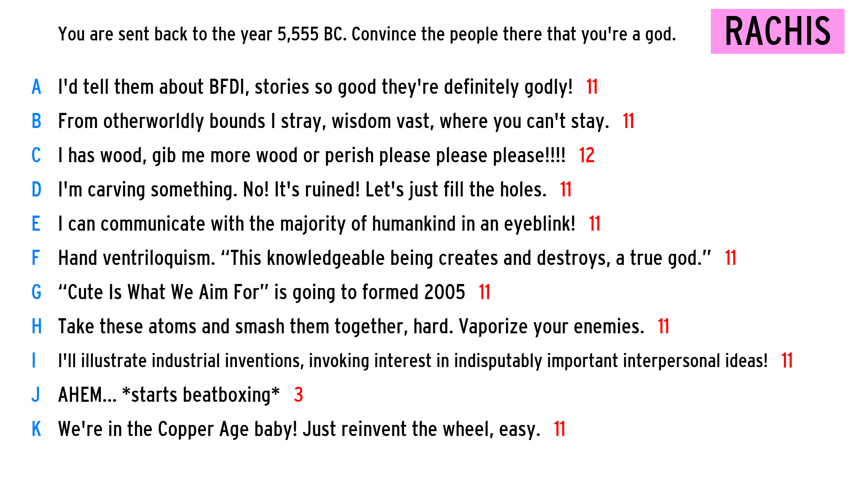 You are sent back to the year 5,555 BC. Convince the people there that you're a god.
RACHIS
A I'd tell them about BFDI, stories so good they're definitely godly! 11
B From otherworldly bounds I stray, wisdom vast, where you can't stay. 11
C I has wood, gib me more wood or perish please please please!!!! 12
D I'm carving something. No! It's ruined! Let's just fill the holes. 11
E I can communicate with the majority of humankind in an eyeblink! 11
F Hand ventriloquism. “This knowledgeable being creates and destroys, a true god.” 11
G “Cute Is What We Aim For” is going to formed 2005 11
H Take these atoms and smash them together, hard. Vaporize your enemies. 11
I I'll illustrate industrial inventions, invoking interest in indisputably important interpersonal ideas! 11
J AHEM... *starts beatboxing* 3
K We're in the Copper Age baby! Just reinvent the wheel, easy. 11